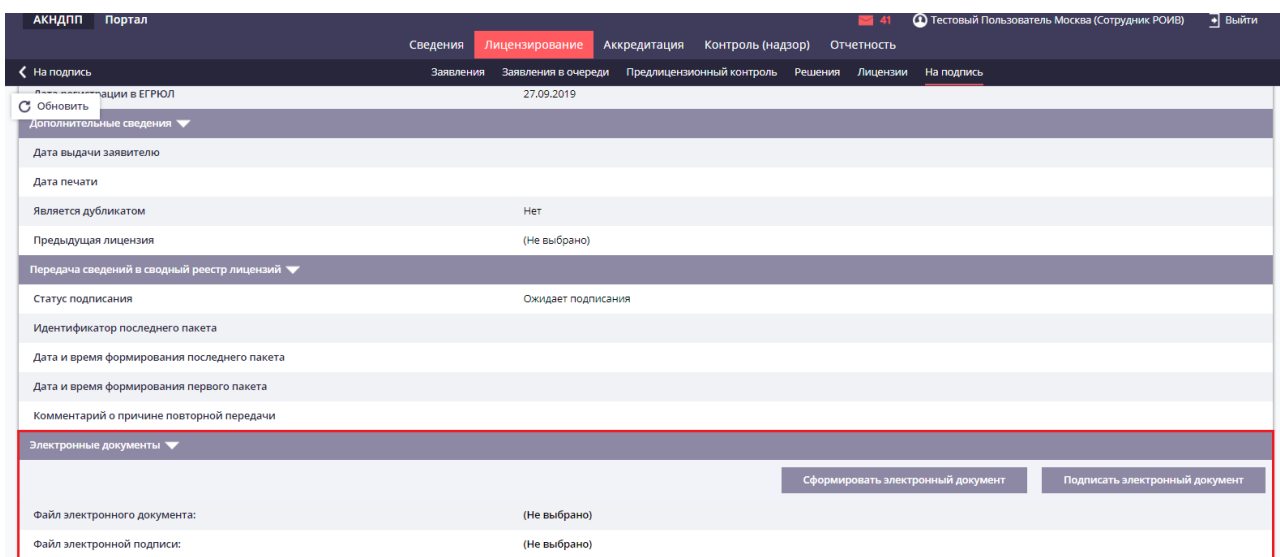 АКНДПП Портал 41 Тестовый Пользователь Москва (Сотрудник РОИВ) Выйти
Сведения Лицензирование Аккредитация Контроль (надзор) Отчетность
На подпись Заявления Заявления в очереди Предлицензионный контроль Решения Лицензии На подпись
Дата регистрации в ЕГРЮЛ 27.09.2019
Обновить
Дополнительные сведения
Дата выдачи заявителю
Дата печати
Является дубликатом Нет
Предыдущая лицензия (Не выбрано)
Передача сведений в сводный реестр лицензий
Статус подписания Ожидает подписания
Идентификатор последнего пакета
Дата и время формирования последнего пакета
Дата и время формирования первого пакета
Комментарий о причине повторной передачи
Электронные документы
Сформировать электронный документ Подписать электронный документ
Файл электронного документа: (Не выбрано)
Файл электронной подписи: (Не выбрано)